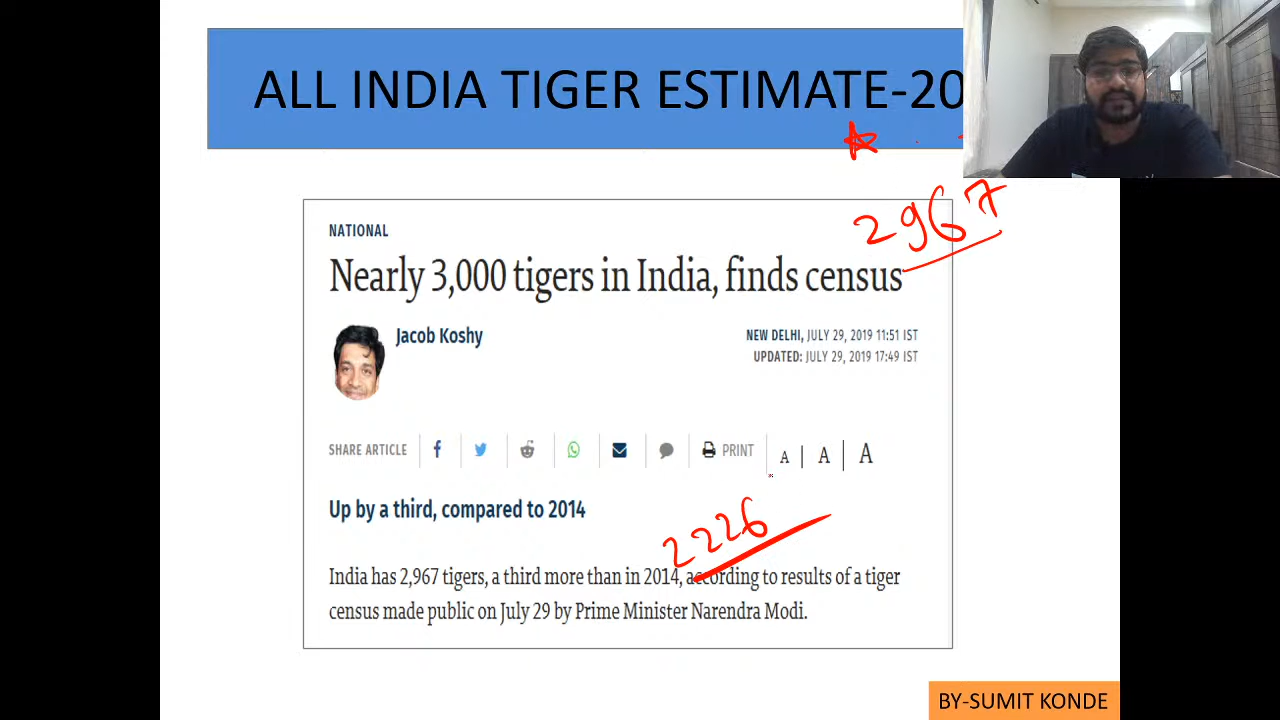 ALL INDIA TIGER ESTIMATE-20
2967
NATIONAL
Nearly 3,000 tigers in India, finds census
Jacob Koshy
NEW DELHI, JULY 29, 2019 11:51 IST
UPDATED: JULY 29, 2019 17:49 IST
SHARE ARTICLE PRINT A A A
Up by a third, compared to 2014
2226
India has 2,967 tigers, a third more than in 2014, according to results of a tiger
census made public on July 29 by Prime Minister Narendra Modi.
BY-SUMIT KONDE